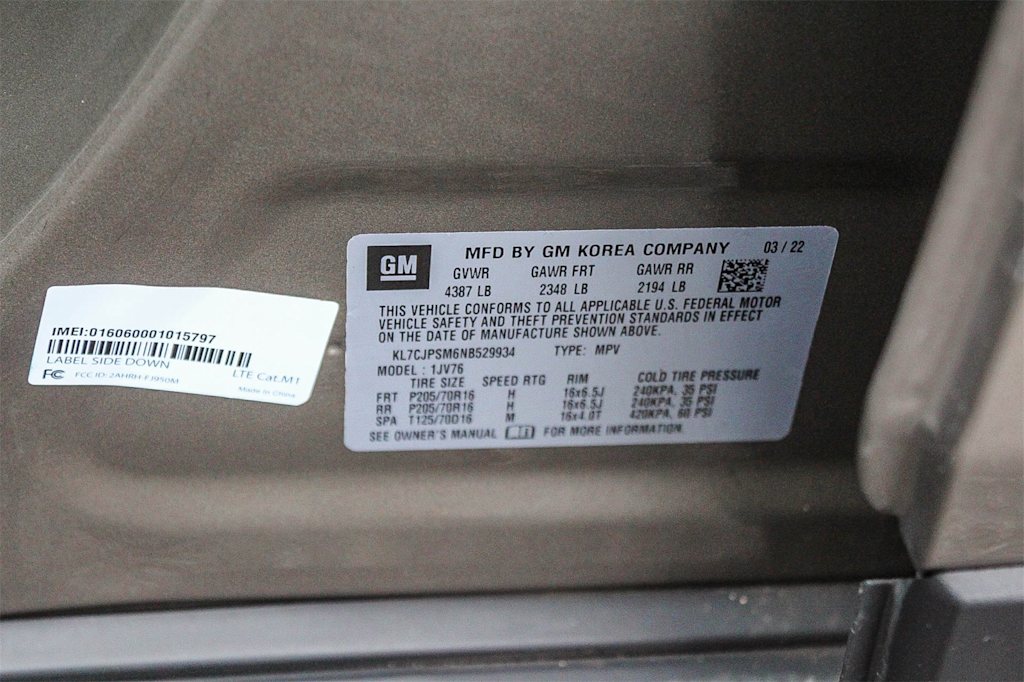 IMEI:016060001015797
LABEL SIDE DOWN
LTE Cat.M1
FCC ID: 2AHRH-FJ950M
Made in China
GM
MFD BY GM KOREA COMPANY 03 / 22
GVWR GAWR FRT GAWR RR
4387 LB 2348 LB 2194 LB
THIS VEHICLE CONFORMS TO ALL APPLICABLE U.S. FEDERAL MOTOR
VEHICLE SAFETY AND THEFT PREVENTION STANDARDS IN EFFECT
ON THE DATE OF MANUFACTURE SHOWN ABOVE.
KL7CJPSM6NB529934 TYPE: MPV
MODEL : 1JV76
TIRE SIZE SPEED RTG RIM COLD TIRE PRESSURE
FRT P205/70R16 H 16x6.5J 240KPA, 35 PSI
RR P205/70R16 H 16x6.5J 240KPA, 35 PSI
SPA T125/70D16 M 16x4.0T 420KPA, 60 PSI
SEE OWNER'S MANUAL FOR MORE INFORMATION